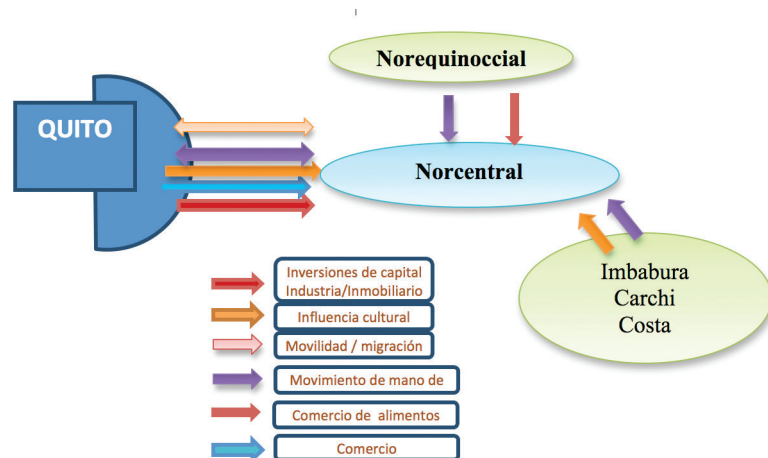 Norequinoccial
QUITO
Norcentral
Imbabura
Carchi
Costa
Inversiones de capital
Industria/Inmobiliario
Influencia cultural
Movilidad / migración
Movimiento de mano de
Comercio de alimentos
Comercio